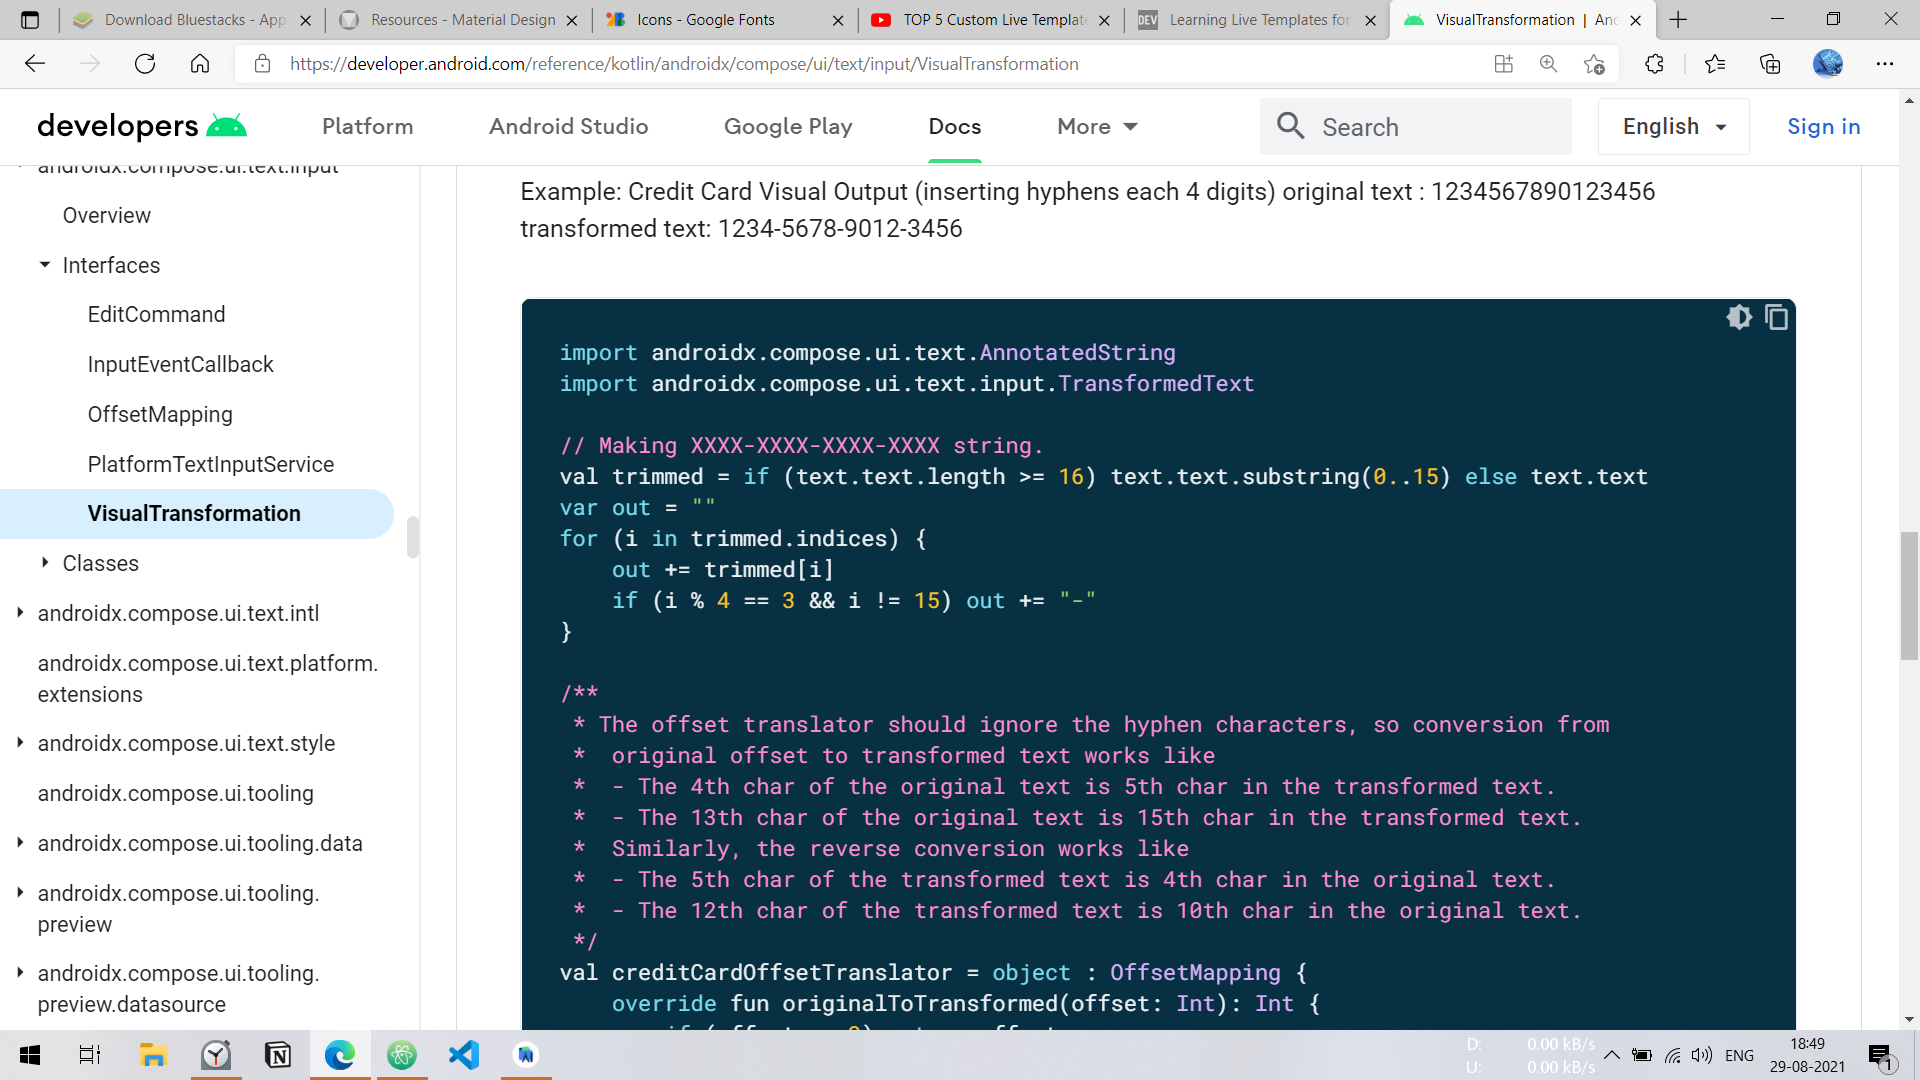 Download Bluestacks - App
Resources - Material Design
Icons - Google Fonts
TOP 5 Custom Live Templat
DEV
Learning Live Templates for
VisualTransformation | And
https://developer.android.com/reference/kotlin/androidx/compose/ui/text/input/VisualTransformation
developers
Platform
Android Studio
Google Play
Docs
More
Search
English
Sign in
androidx.compose.ui.text.input
Overview
Interfaces
EditCommand
InputEventCallback
OffsetMapping
PlatformTextInputService
VisualTransformation
Classes
androidx.compose.ui.text.intl
androidx.compose.ui.text.platform.
extensions
androidx.compose.ui.text.style
androidx.compose.ui.tooling
androidx.compose.ui.tooling.data
androidx.compose.ui.tooling.
preview
androidx.compose.ui.tooling.
preview.datasource
Example: Credit Card Visual Output (inserting hyphens each 4 digits) original text : 1234567890123456
transformed text: 1234-5678-9012-3456
import androidx.compose.ui.text.AnnotatedString
import androidx.compose.ui.text.input.TransformedText
// Making XXXX-XXXX-XXXX-XXXX string.
val trimmed = if (text.text.length >= 16) text.text.substring(0..15) else text.text
var out = ""
for (i in trimmed.indices) {
    out += trimmed[i]
    if (i % 4 == 3 && i != 15) out += "-"
}
/**
 * The offset translator should ignore the hyphen characters, so conversion from
 *  original offset to transformed text works like
 *  - The 4th char of the original text is 5th char in the transformed text.
 *  - The 13th char of the original text is 15th char in the transformed text.
 *  Similarly, the reverse conversion works like
 *  - The 5th char of the transformed text is 4th char in the original text.
 *  - The 12th char of the transformed text is 10th char in the original text.
 */
val creditCardOffsetTranslator = object : OffsetMapping {
    override fun originalToTransformed(offset: Int): Int {
D: 0.00 kB/s
U: 0.00 kB/s
ENG
18:49
29-08-2021
1